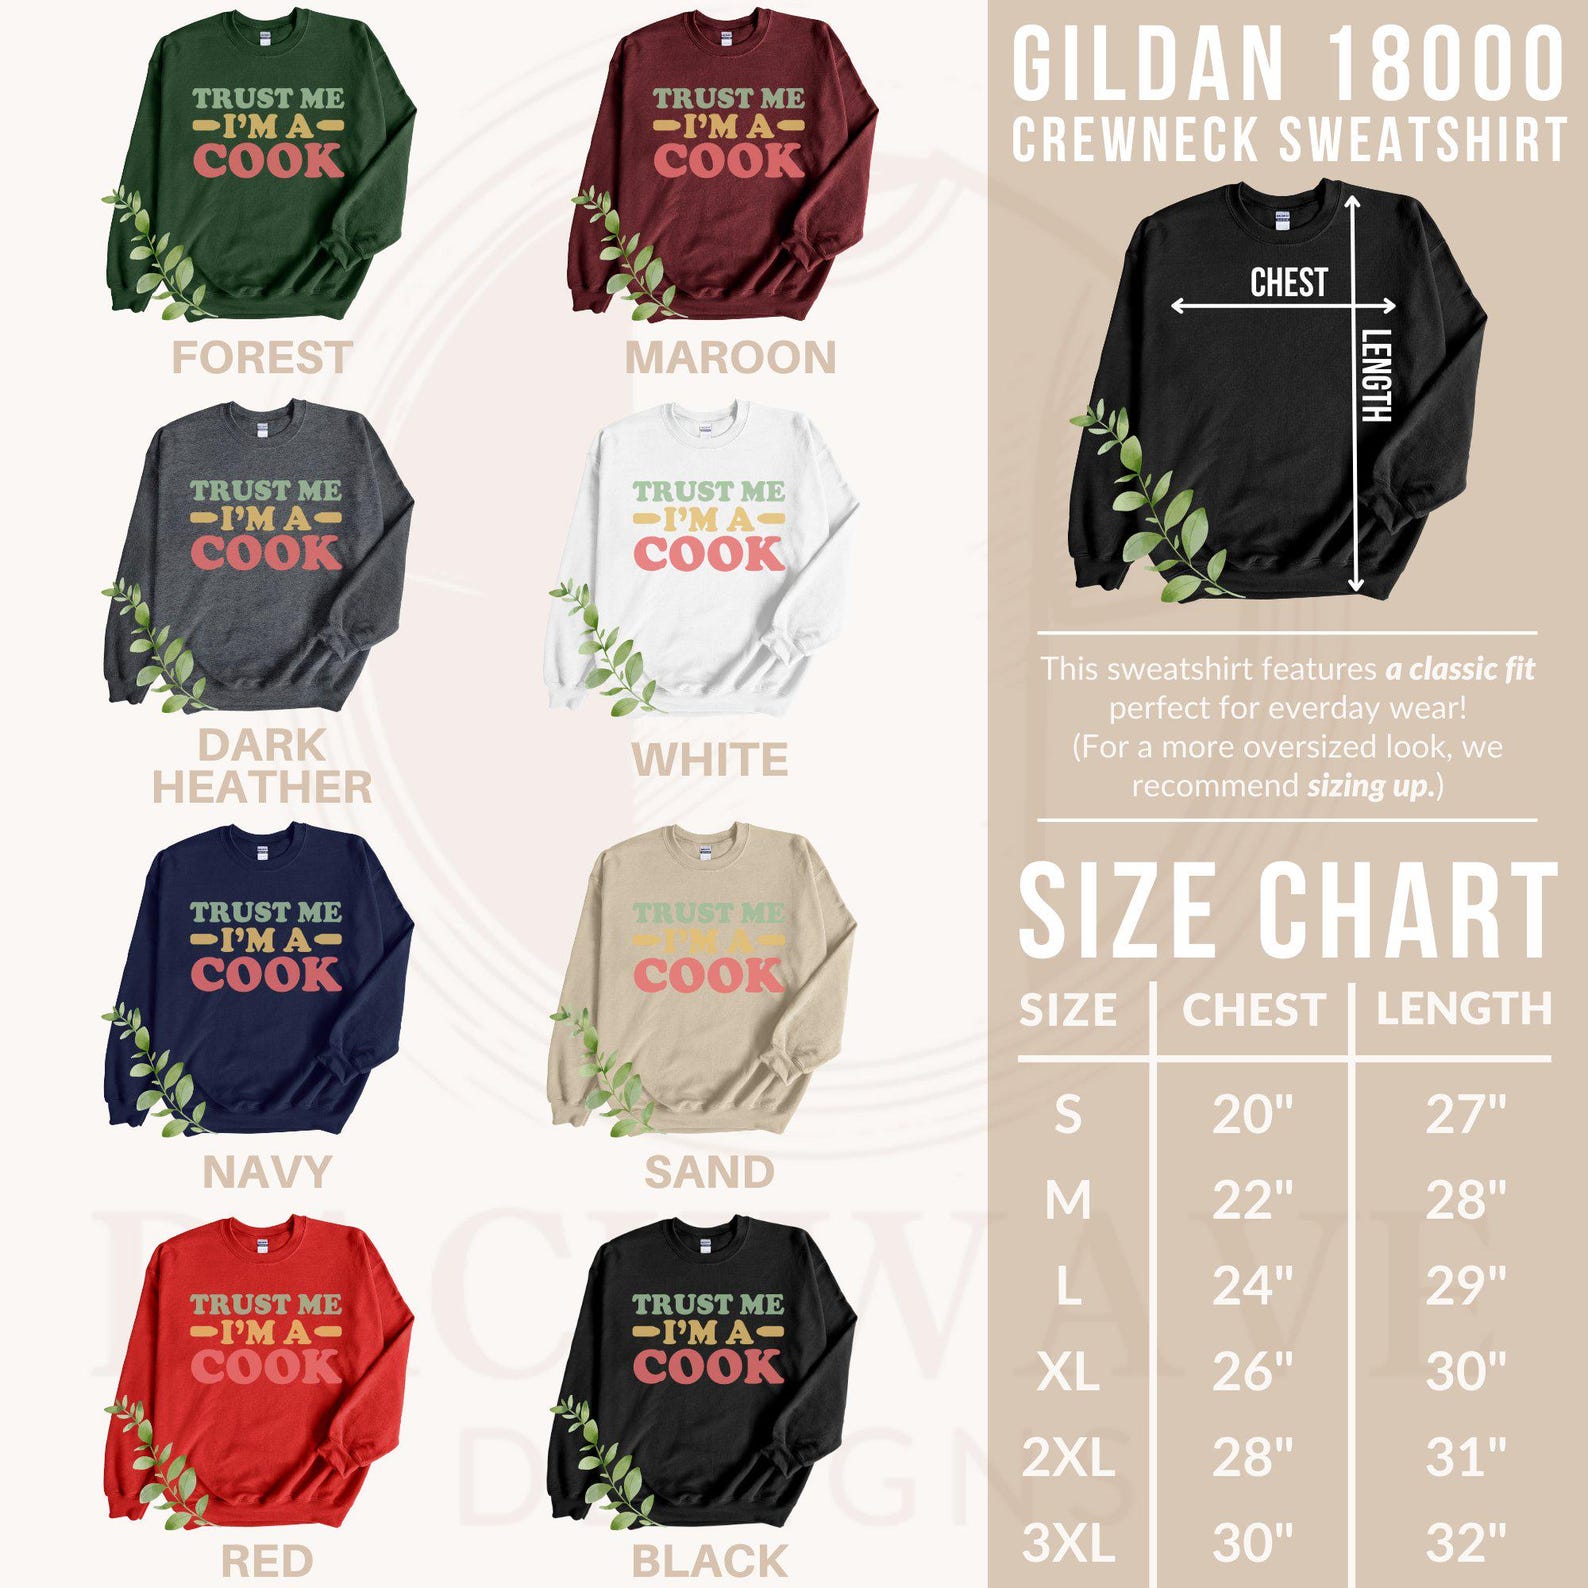 TRUST ME
I'M A
COOK
FOREST
TRUST ME
I'M A
COOK
MAROON
TRUST ME
I'M A
COOK
DARK
HEATHER
TRUST ME
I'M A
COOK
WHITE
TRUST ME
I'M A
COOK
NAVY
TRUST ME
I'M A
COOK
SAND
TRUST ME
I'M A
COOK
RED
TRUST ME
I'M A
COOK
BLACK
GILDAN 18000
CREWNECK SWEATSHIRT
CHEST
LENGTH
This sweatshirt features a classic fit
perfect for everday wear!
(For a more oversized look, we
recommend sizing up.)
SIZE CHART
SIZE CHEST LENGTH
S 20" 27"
M 22" 28"
L 24" 29"
XL 26" 30"
2XL 28" 31"
3XL 30" 32"